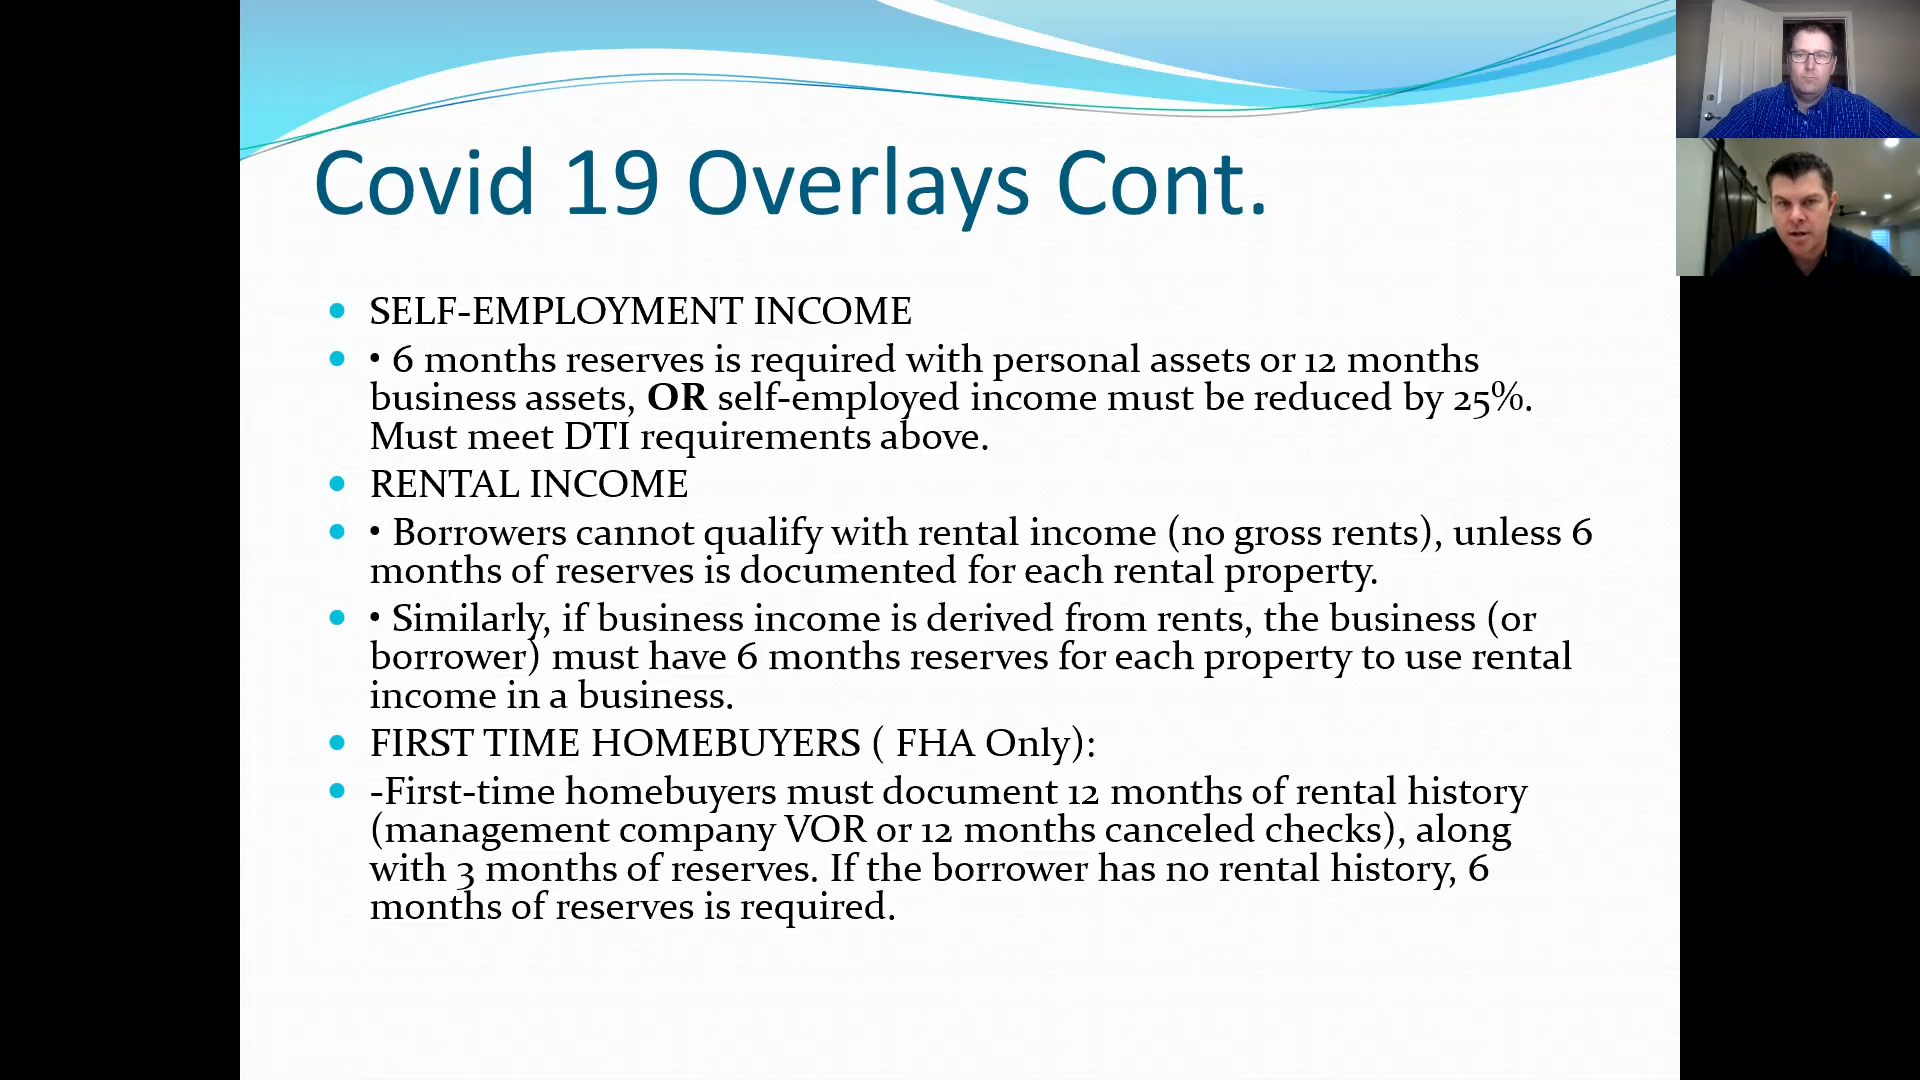 Covid 19 Overlays Cont.
• SELF-EMPLOYMENT INCOME
• • 6 months reserves is required with personal assets or 12 months
business assets, OR self-employed income must be reduced by 25%.
Must meet DTI requirements above.
• RENTAL INCOME
• • Borrowers cannot qualify with rental income (no gross rents), unless 6
months of reserves is documented for each rental property.
• • Similarly, if business income is derived from rents, the business (or
borrower) must have 6 months reserves for each property to use rental
income in a business.
• FIRST TIME HOMEBUYERS ( FHA Only):
• -First-time homebuyers must document 12 months of rental history
(management company VOR or 12 months canceled checks), along
with 3 months of reserves. If the borrower has no rental history, 6
months of reserves is required.